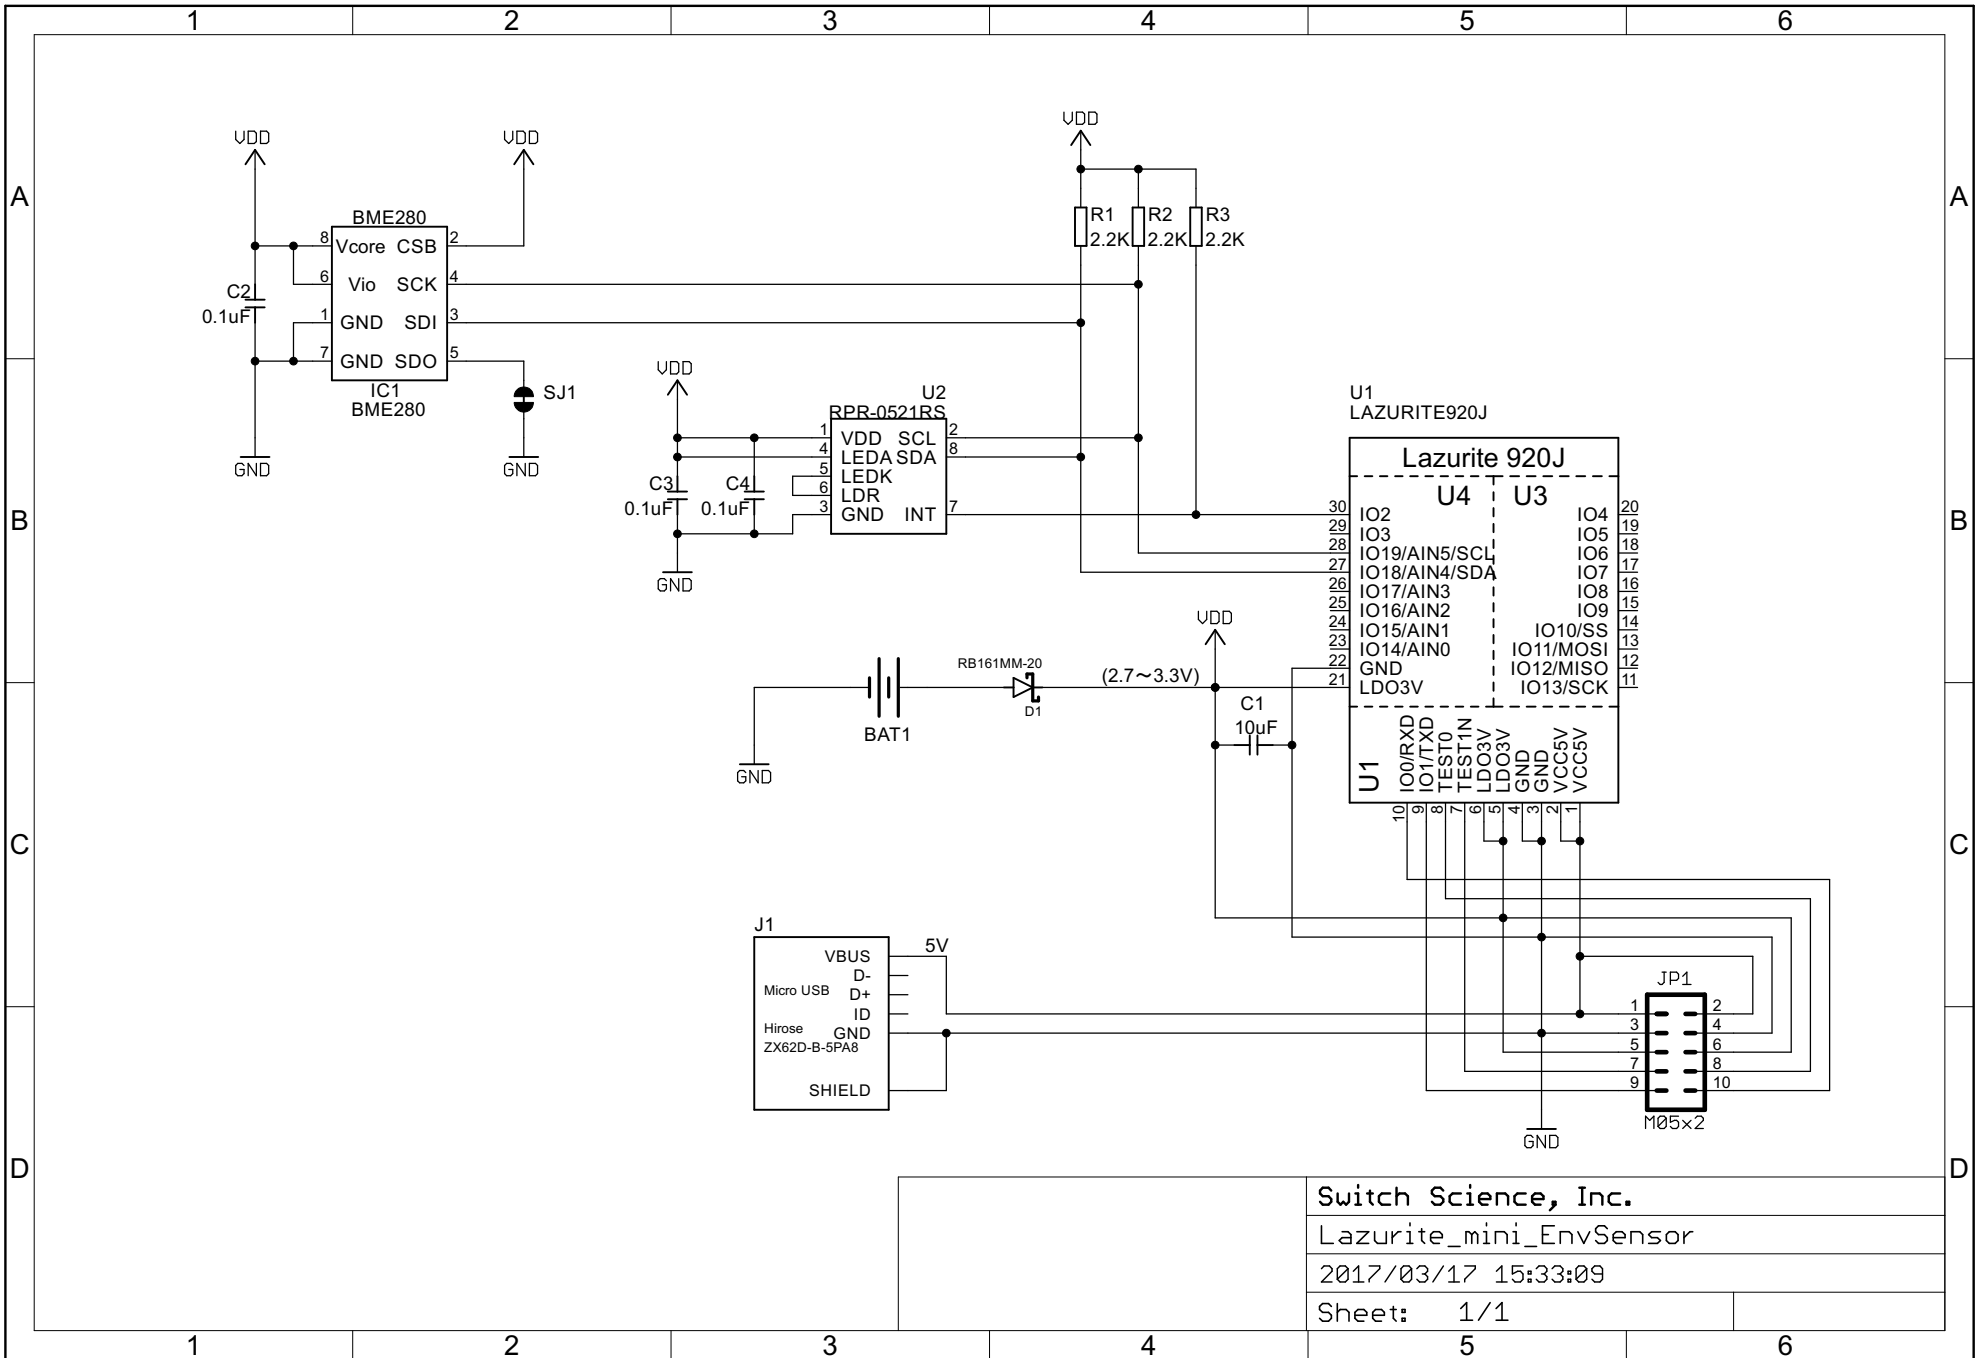 1 2 3 4 5 6
A A
B B
C C
D D
1 2 3 4 5 6
VDD
VDD
BME280
8 Vcore CSB 2
6 Vio SCK 4
1 GND SDI 3
7 GND SDO 5
IC1
BME280
C2
0.1uF
GND
SJ1
GND
VDD
R1
2.2K
R2
2.2K
R3
2.2K
VDD
U2
RPR-0521RS
1 VDD SCL 2
4 LEDA SDA 8
5 LEDK
6 LDR
3 GND INT 7
C3
0.1uF
C4
0.1uF
GND
U1
LAZURITE920J
Lazurite 920J
U4 U3
30 IO2 IO4 20
29 IO3 IO5 19
28 IO19/AIN5/SCL IO6 18
27 IO18/AIN4/SDA IO7 17
26 IO17/AIN3 IO8 16
25 IO16/AIN2 IO9 15
24 IO15/AIN1 IO10/SS 14
23 IO14/AIN0 IO11/MOSI 13
22 GND IO12/MISO 12
21 LDO3V IO13/SCK 11
U1
IO0/RXD
IO1/TXD
TEST0
TEST1N
LDO3V
LDO3V
GND
GND
VCC5V
VCC5V
10 9 8 7 6 5 4 3 2 1
VDD
RB161MM-20
D1
(2.7～3.3V)
BAT1
GND
C1
10uF
J1
VBUS 5V
D-
Micro USB D+
ID
Hirose GND
ZX62D-B-5PA8
SHIELD
JP1
1 2
3 4
5 6
7 8
9 10
M05x2
GND
Switch Science, Inc.
Lazurite_mini_EnvSensor
2017/03/17 15:33:09
Sheet: 1/1